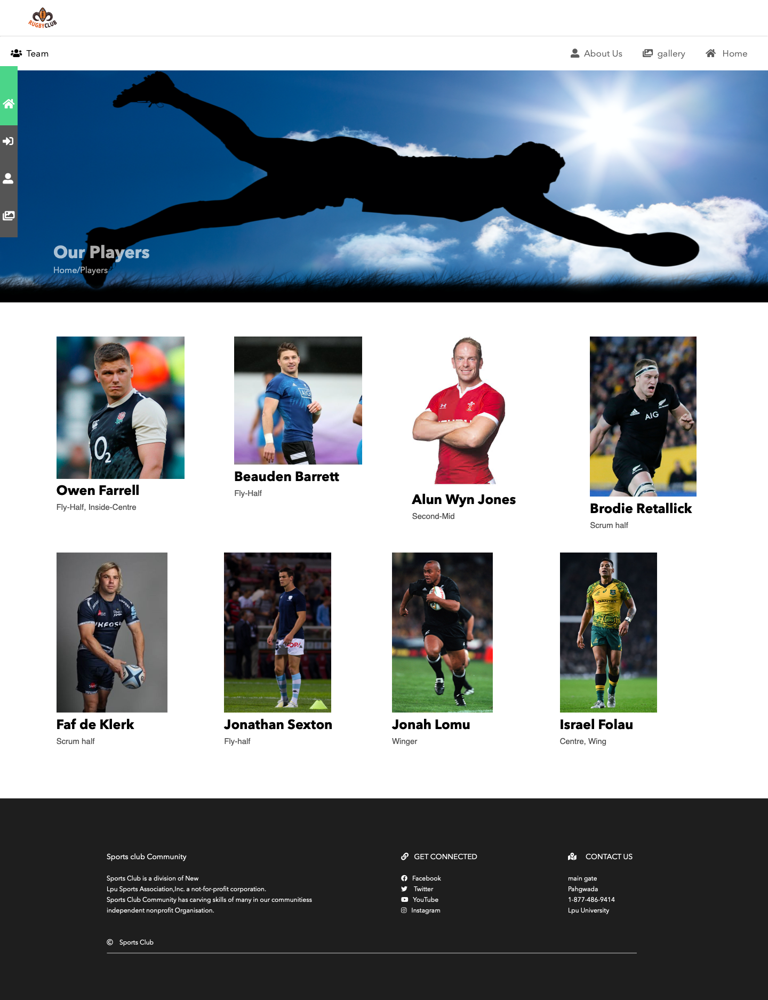 RUGBYCLUB
Team
About Us
gallery
Home
Our Players
Home/Players
O2
AIG
AIG
Owen Farrell
Fly-Half, Inside-Centre
Beauden Barrett
Fly-Half
Alun Wyn Jones
Second-Mid
Brodie Retallick
Scrum half
UKFOST
QANTAS
Faf de Klerk
Scrum half
Jonathan Sexton
Fly-half
Jonah Lomu
Winger
Israel Folau
Centre, Wing
Sports club Community
GET CONNECTED
CONTACT US
Sports Club is a division of New
Lpu Sports Association,Inc. a not-for-profit corporation.
Sports Club Community has carving skills of many in our communitiess
independent nonprofit Organisation.
Facebook
Twitter
YouTube
Instagram
main gate
Pahgwada
1-877-486-9414
Lpu University
© Sports Club